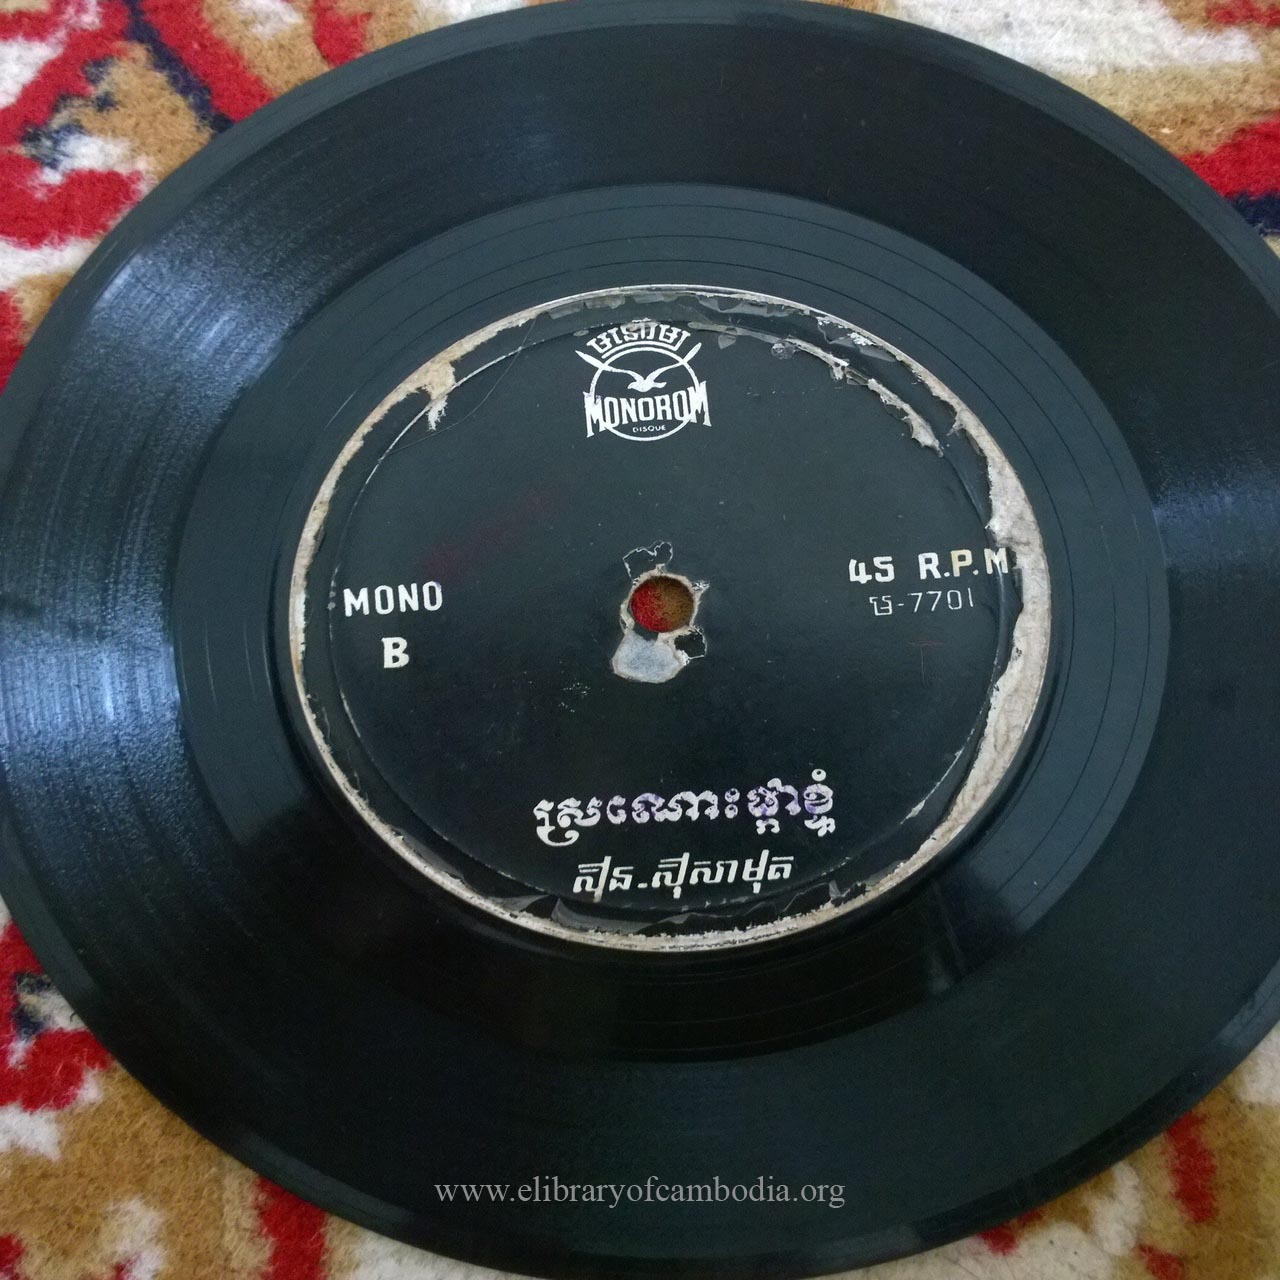 មនោរម្យ
MONOROM
DISQUE
MONO
B
45 R.P.M
ម-7701
ស្រណោះផ្កាខ្ទុំ
ស៊ីន-ស៊ីសាមុត
www.elibraryofcambodia.org